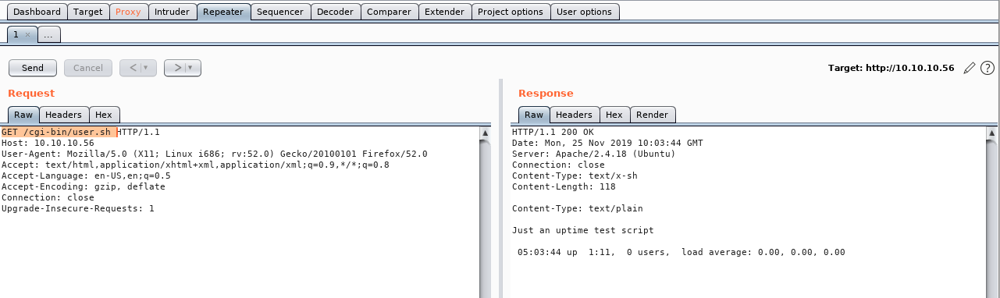 Dashboard Target Proxy Intruder Repeater Sequencer Decoder Comparer Extender Project options User options
1 × ...
Send Cancel < > Target: http://10.10.10.56 ?
Request
Raw Headers Hex
GET /cgi-bin/user.sh HTTP/1.1
Host: 10.10.10.56
User-Agent: Mozilla/5.0 (X11; Linux i686; rv:52.0) Gecko/20100101 Firefox/52.0
Accept: text/html,application/xhtml+xml,application/xml;q=0.9,*/*;q=0.8
Accept-Language: en-US,en;q=0.5
Accept-Encoding: gzip, deflate
Connection: close
Upgrade-Insecure-Requests: 1
Response
Raw Headers Hex Render
HTTP/1.1 200 OK
Date: Mon, 25 Nov 2019 10:03:44 GMT
Server: Apache/2.4.18 (Ubuntu)
Connection: close
Content-Type: text/x-sh
Content-Length: 118
Content-Type: text/plain
Just an uptime test script
05:03:44 up  1:11,  0 users,  load average: 0.00, 0.00, 0.00